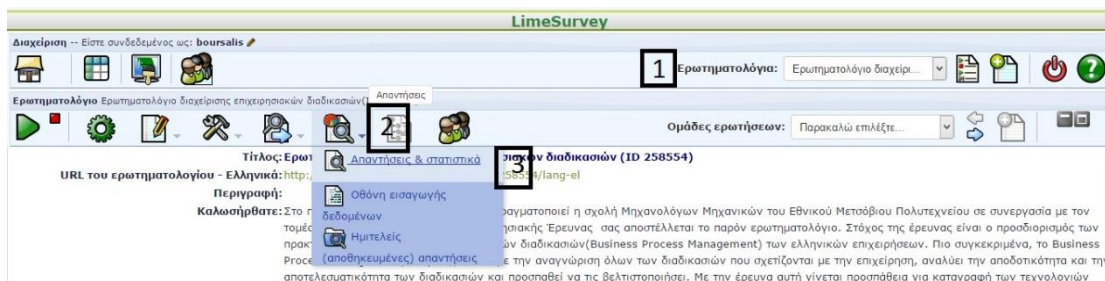 LimeSurvey
Διαχείριση -- Είστε συνδεδεμένος ως: boursalis
1 Ερωτηματολόγια: Ερωτηματολόγιο διαχείρι...
Ερωτηματολόγιο Ερωτηματολόγιο διαχείρισης επιχειρησιακών διαδικασιών(
Απαντήσεις
2
Ομάδες ερωτήσεων: Παρακαλώ επιλέξτε...
Τίτλος: Ερωτ
Απαντήσεις & στατιστικά
3
διαδικασιών (ID 258554)
URL του ερωτηματολογίου - Ελληνικά: http:/ /lang-el
Περιγραφή:
Οθόνη εισαγωγής
δεδομένων
Ημιτελείς
(αποθηκευμένες) απαντήσεις
Καλωσήρθατε: Στο π ραγματοποιεί η σχολή Μηχανολόγων Μηχανικών του Εθνικού Μετσόβιου Πολυτεχνείου σε συνεργασία με τον
τομέ ησιακής Έρευνας σας αποστέλλεται το παρόν ερωτηματολόγιο. Στόχος της έρευνας είναι ο προσδιορισμός των
πρακτ ών διαδικασιών(Business Process Management) των ελληνικών επιχειρήσεων. Πιο συγκεκριμένα, το Business
Proce ε την αναγνώριση όλων των διαδικασιών που σχετίζονται με την επιχείρηση, αναλύει την αποδοτικότητα και την
αποτελεσματικότητα των διαδικασιών και προσπαθεί να τις βελτιστοποιήσει. Με την έρευνα αυτή γίνεται προσπάθεια για καταγραφή των τεχνολογιών